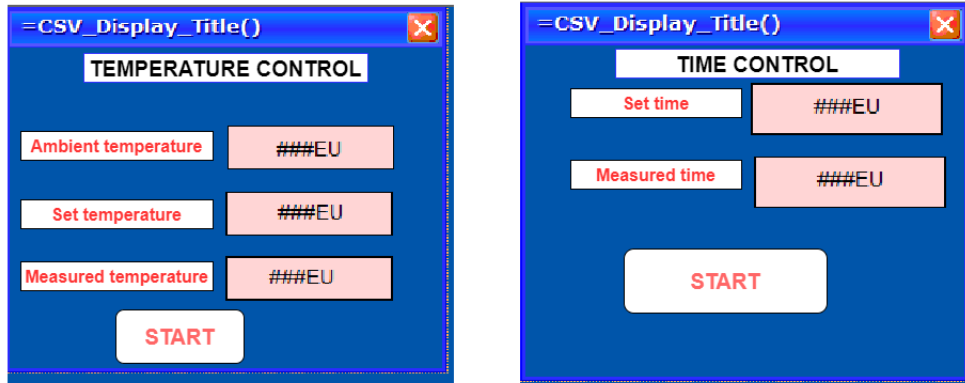 =CSV_Display_Title()
TEMPERATURE CONTROL
Ambient temperature
###EU
Set temperature
###EU
Measured temperature
###EU
START
=CSV_Display_Title()
TIME CONTROL
Set time
###EU
Measured time
###EU
START